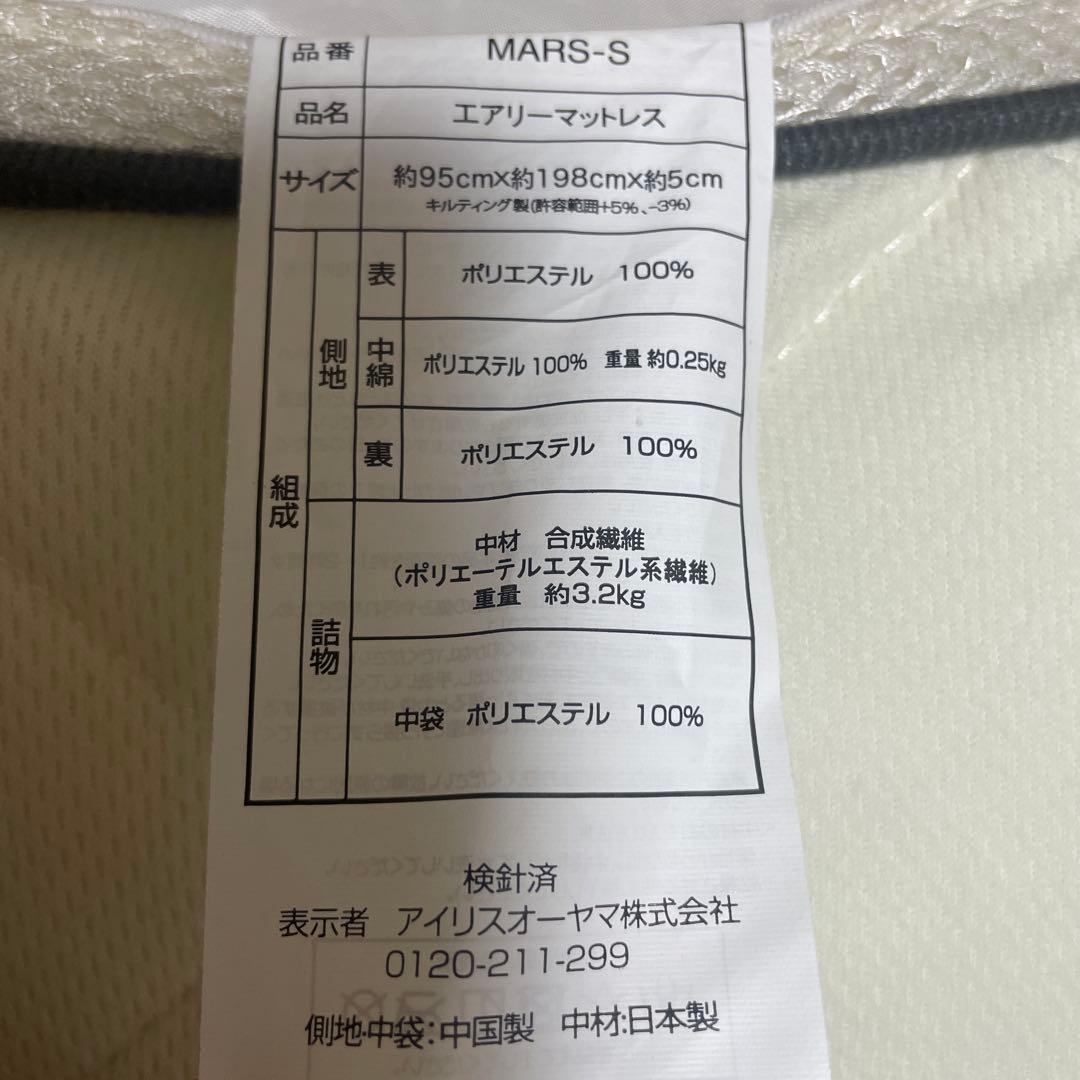 品番 MARS-S
品名 エアリーマットレス
サイズ 約95cm×約198cm×約5cm
キルティング製(許容範囲+5%、-3%)
組成 側地 表 ポリエステル 100%
中綿 ポリエステル 100% 重量 約0.25kg
裏 ポリエステル 100%
詰物 中材 合成繊維
(ポリエーテルエステル系繊維)
重量 約3.2kg
中袋 ポリエステル 100%
検針済
表示者 アイリスオーヤマ株式会社
0120-211-299
側地・中袋:中国製 中材:日本製